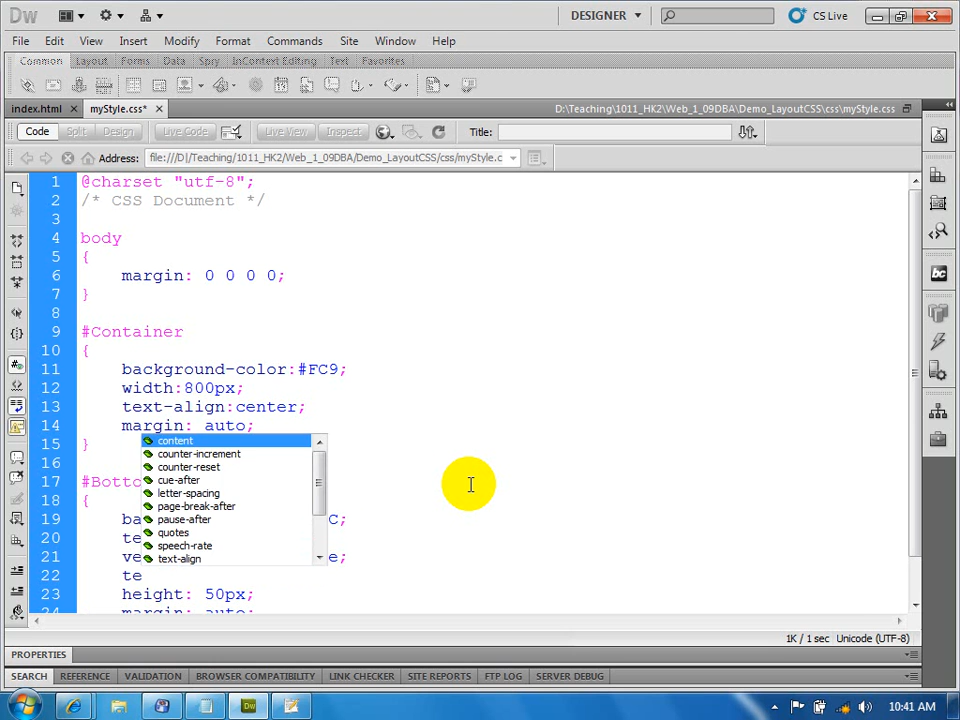 Dw DESIGNER CS Live
File Edit View Insert Modify Format Commands Site Window Help
Common Layout Forms Data Spry InContext Editing Text Favorites
index.html myStyle.css* D:\Teaching\1011_HK2\Web_1_09DBA\Demo_LayoutCSS\css\myStyle.css
Code Split Design Live Code Live View Inspect Title:
Address: file:///D|/Teaching/1011_HK2/Web_1_09DBA/Demo_LayoutCSS/css/myStyle.c
1 @charset "utf-8";
2 /* CSS Document */
3
4 body
5 {
6 margin: 0 0 0 0;
7 }
8
9 #Container
10 {
11 background-color:#FC9;
12 width:800px;
13 text-align:center;
14 margin: auto;
content
15 }
counter-increment
16
counter-reset
cue-after
17 #Botto
letter-spacing
18 {
page-break-after
19 ba C;
pause-after
20 te
quotes
speech-rate
21 ve e;
text-align
22 te
23 height: 50px;
24 margin: auto;
1K / 1 sec Unicode (UTF-8)
PROPERTIES
SEARCH REFERENCE VALIDATION BROWSER COMPATIBILITY LINK CHECKER SITE REPORTS FTP LOG SERVER DEBUG
Dw 10:41 AM